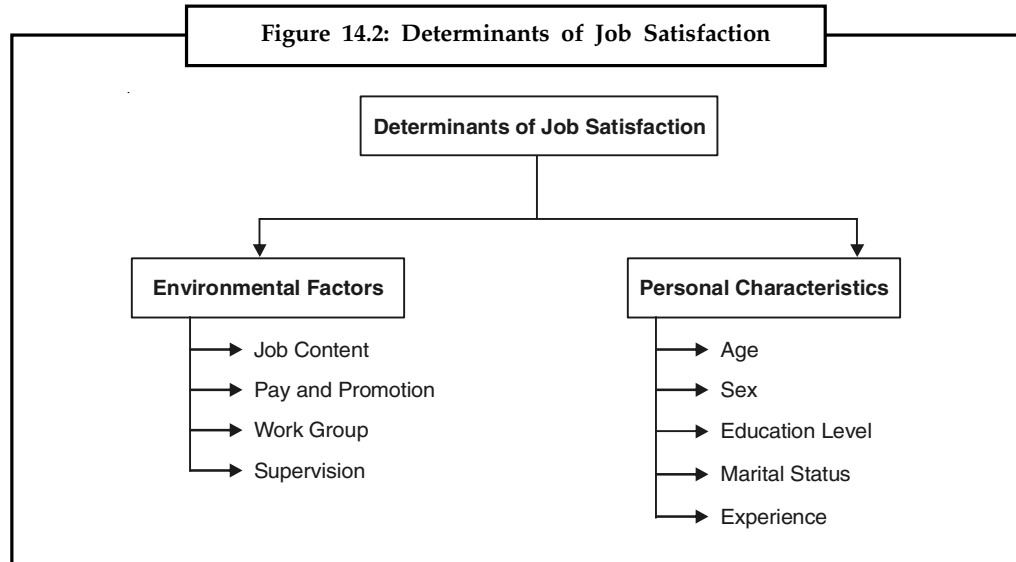 Figure 14.2: Determinants of Job Satisfaction
Determinants of Job Satisfaction
Environmental Factors
Job Content
Pay and Promotion
Work Group
Supervision
Personal Characteristics
Age
Sex
Education Level
Marital Status
Experience